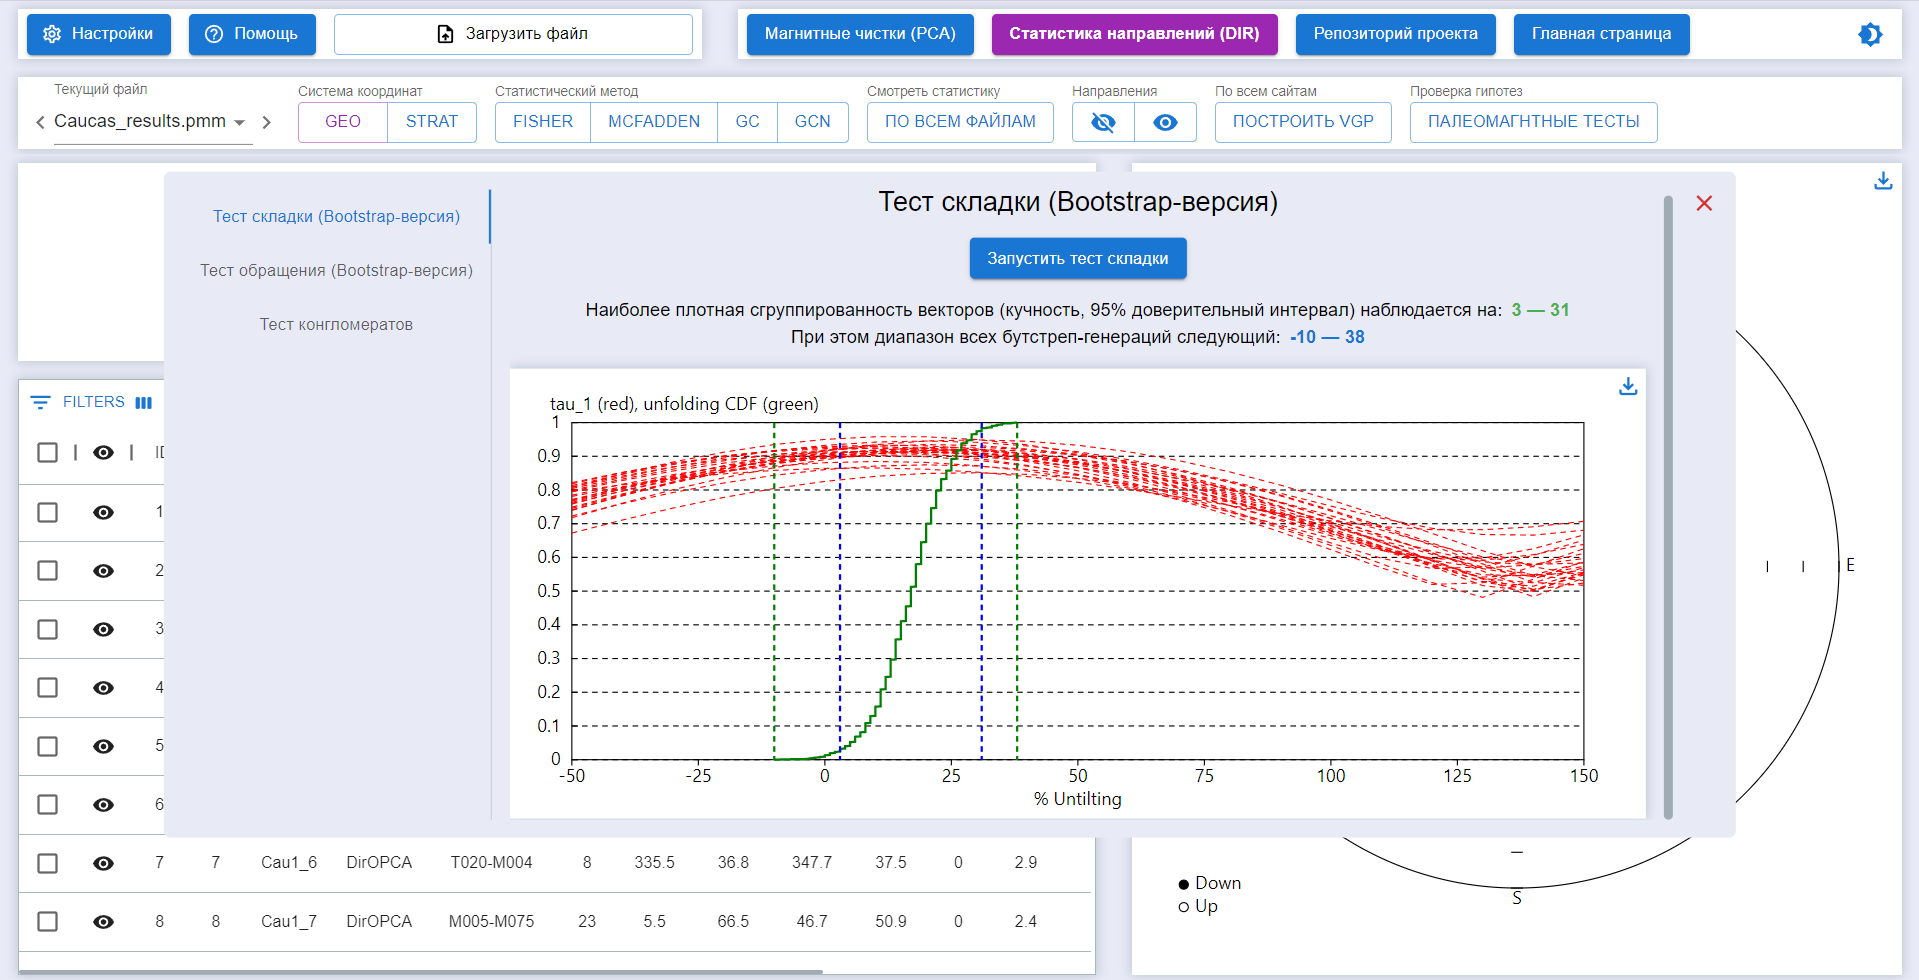 Настройки
Помощь
Загрузить файл
Магнитные чистки (PCA)
Статистика направлений (DIR)
Репозиторий проекта
Главная страница
Текущий файл
Caucas_results.pmm
Система координат
GEO
STRAT
Статистический метод
FISHER
MCFADDEN
GC
GCN
Смотреть статистику
ПО ВСЕМ ФАЙЛАМ
Направления
По всем сайтам
ПОСТРОИТЬ VGP
Проверка гипотез
ПАЛЕОМАГНТНЫЕ ТЕСТЫ
Тест складки (Bootstrap-версия)
Тест обращения (Bootstrap-версия)
Тест конгломератов
Тест складки (Bootstrap-версия)
Запустить тест складки
Наиболее плотная сгруппированность векторов (кучность, 95% доверительный интервал) наблюдается на: 3 — 31
При этом диапазон всех бутстреп-генераций следующий: -10 — 38
tau_1 (red), unfolding CDF (green)
1
0.9
0.8
0.7
0.6
0.5
0.4
0.3
0.2
0.1
0
-50 -25 0 25 50 75 100 125 150
% Untilting
FILTERS
1
2
3
4
5
6
7 7 Cau1_6 DirOPCA T020-M004 8 335.5 36.8 347.7 37.5 0 2.9
8 8 Cau1_7 DirOPCA M005-M075 23 5.5 66.5 46.7 50.9 0 2.4
E
S
Down
Up